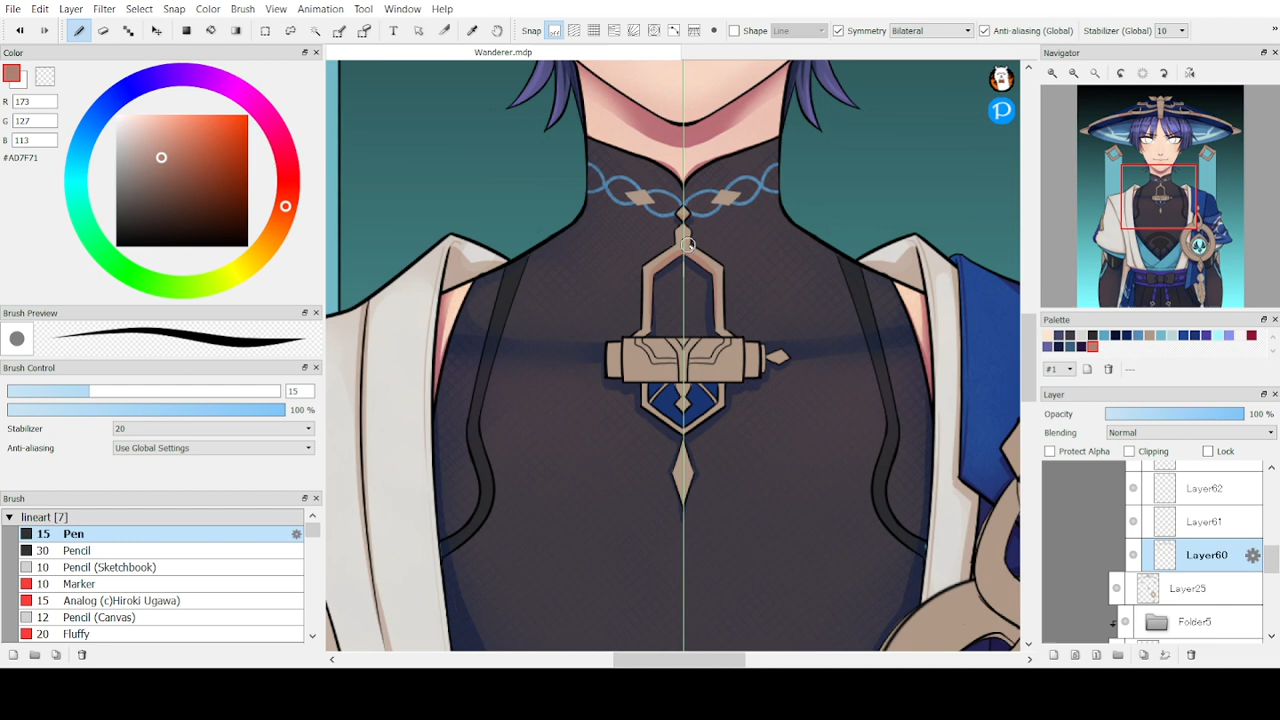 File Edit Layer Filter Select Snap Color Brush View Animation Tool Window Help
T Snap Shape Line Symmetry Bilateral Anti-aliasing (Global) Stabilizer (Global) 10 »
Color
Wanderer.mdp
Navigator
R 173
G 127
B 113
#AD7F71
Brush Preview
Brush Control
15
100 %
Stabilizer 20
Anti-aliasing Use Global Settings
Brush
lineart [7]
15 Pen
30 Pencil
10 Pencil (Sketchbook)
10 Marker
15 Analog (c)Hiroki Ugawa)
12 Pencil (Canvas)
20 Fluffy
Palette
#1 ---
Layer
Opacity 100 %
Blending Normal
Protect Alpha Clipping Lock
Layer62
Layer61
Layer60
Layer25
Folder5